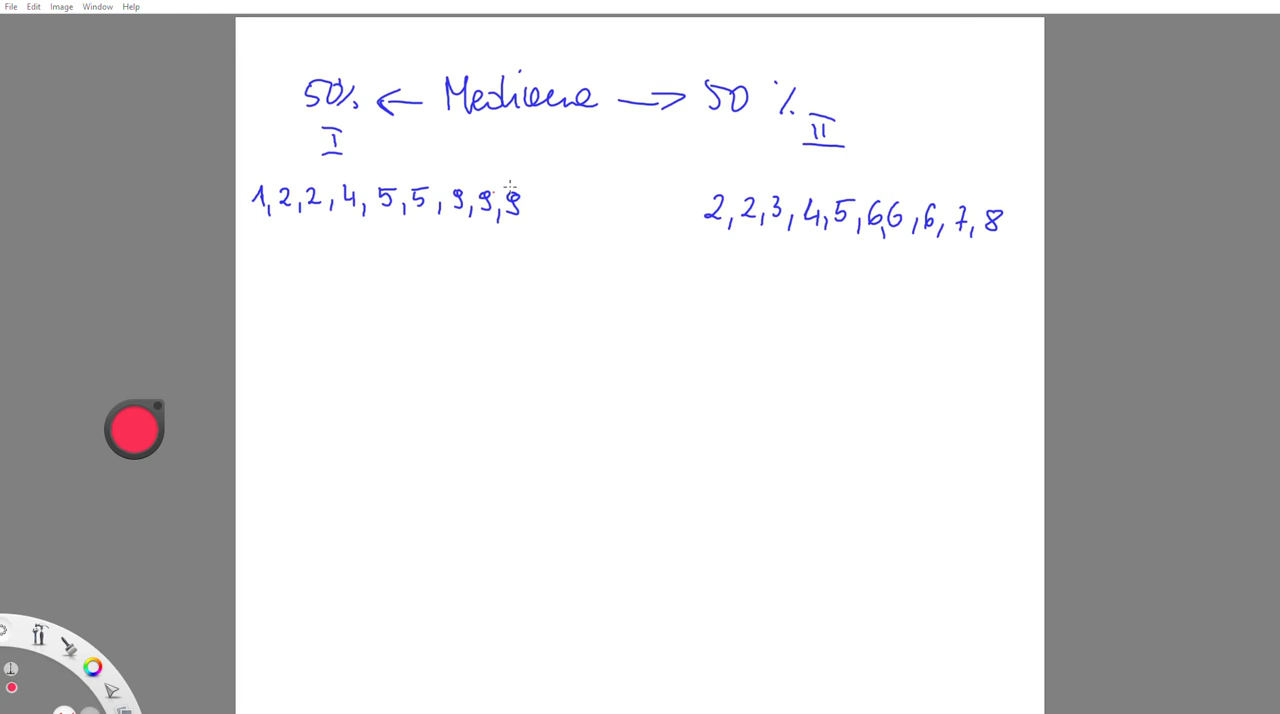 File Edit Image Window Help
50% ← Mediana → 50 %
I II
1,2,2,4,5,5,9,9,9 2,2,3,4,5,6,6,6,7,8